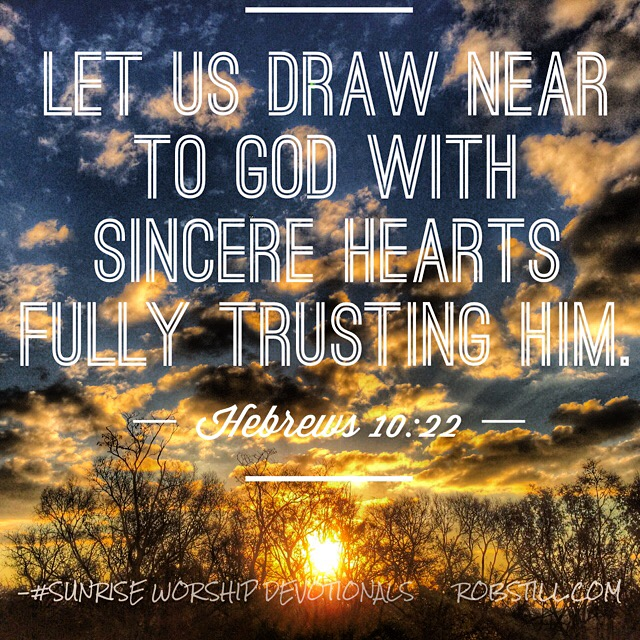 LET US DRAW NEAR
TO GOD WITH
SINCERE HEARTS
FULLY TRUSTING HIM.
— Hebrews 10:22 —
-#SUNRISE WORSHIP DEVOTIONALS ROBSTILL.COM